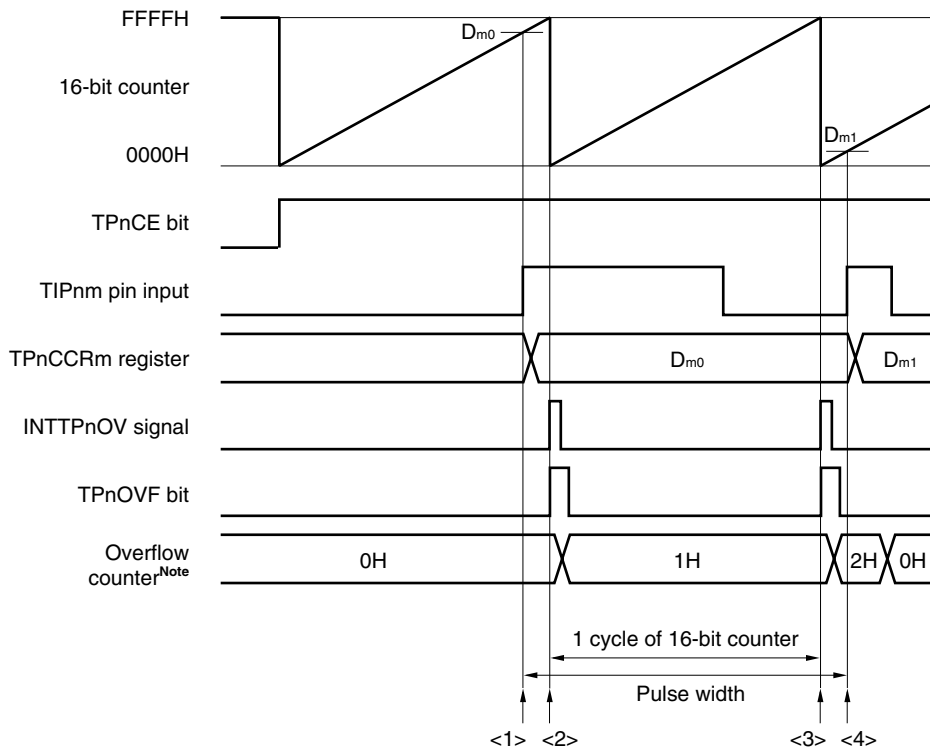 FFFFH
Dm0
16-bit counter
0000H
Dm1
TPnCE bit
TIPnm pin input
TPnCCRm register
Dm0
Dm1
INTTPnOV signal
TPnOVF bit
Overflow
counterNote
0H
1H
2H
0H
1 cycle of 16-bit counter
Pulse width
<1> <2> <3> <4>